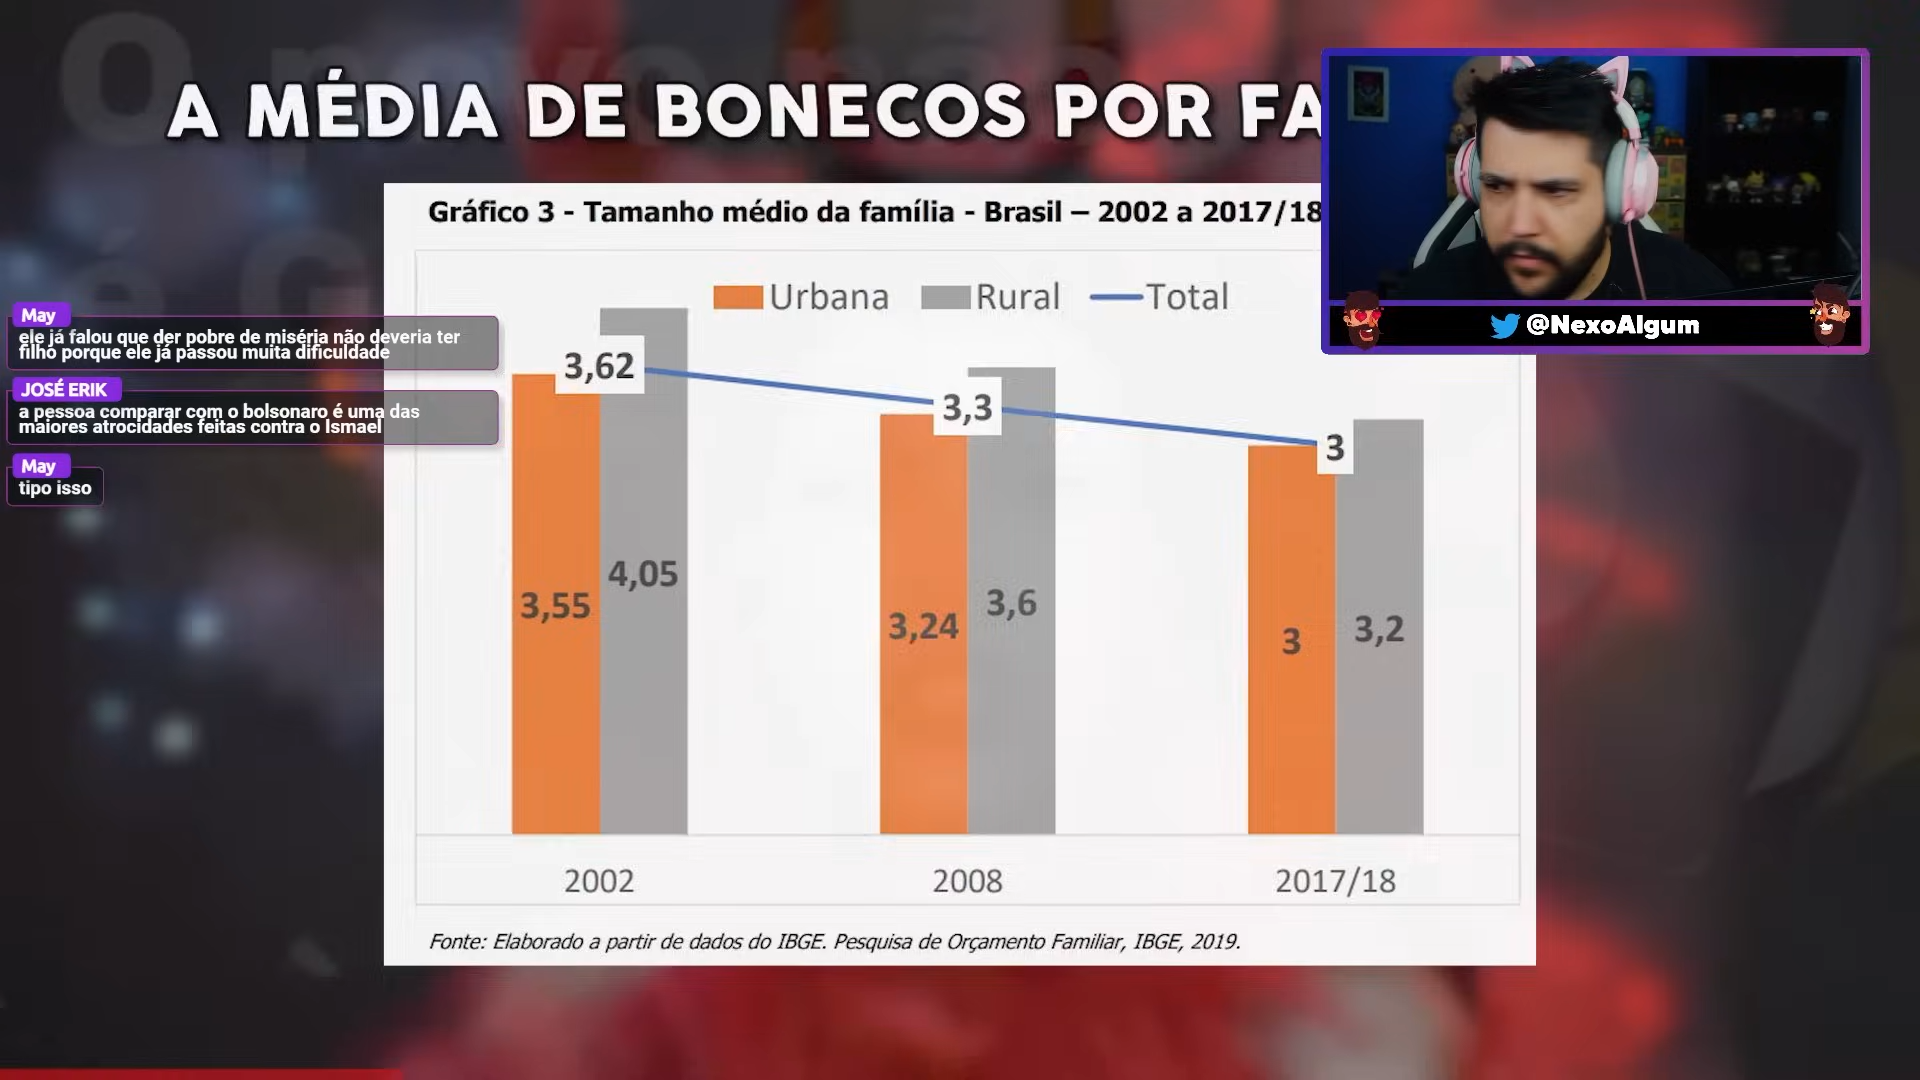 A MÉDIA DE BONECOS POR FA
Gráfico 3 - Tamanho médio da família - Brasil – 2002 a 2017/18
Urbana Rural Total
@NexoAlgum
May
ele já falou que der pobre de miséria não deveria ter
filho porque ele já passou muita dificuldade
JOSÉ ERIK
a pessoa comparar com o bolsonaro é uma das
maiores atrocidades feitas contra o Ismael
May
tipo isso
3,62
3,3
3
3,55
4,05
3,24
3,6
3
3,2
2002
2008
2017/18
Fonte: Elaborado a partir de dados do IBGE. Pesquisa de Orçamento Familiar, IBGE, 2019.